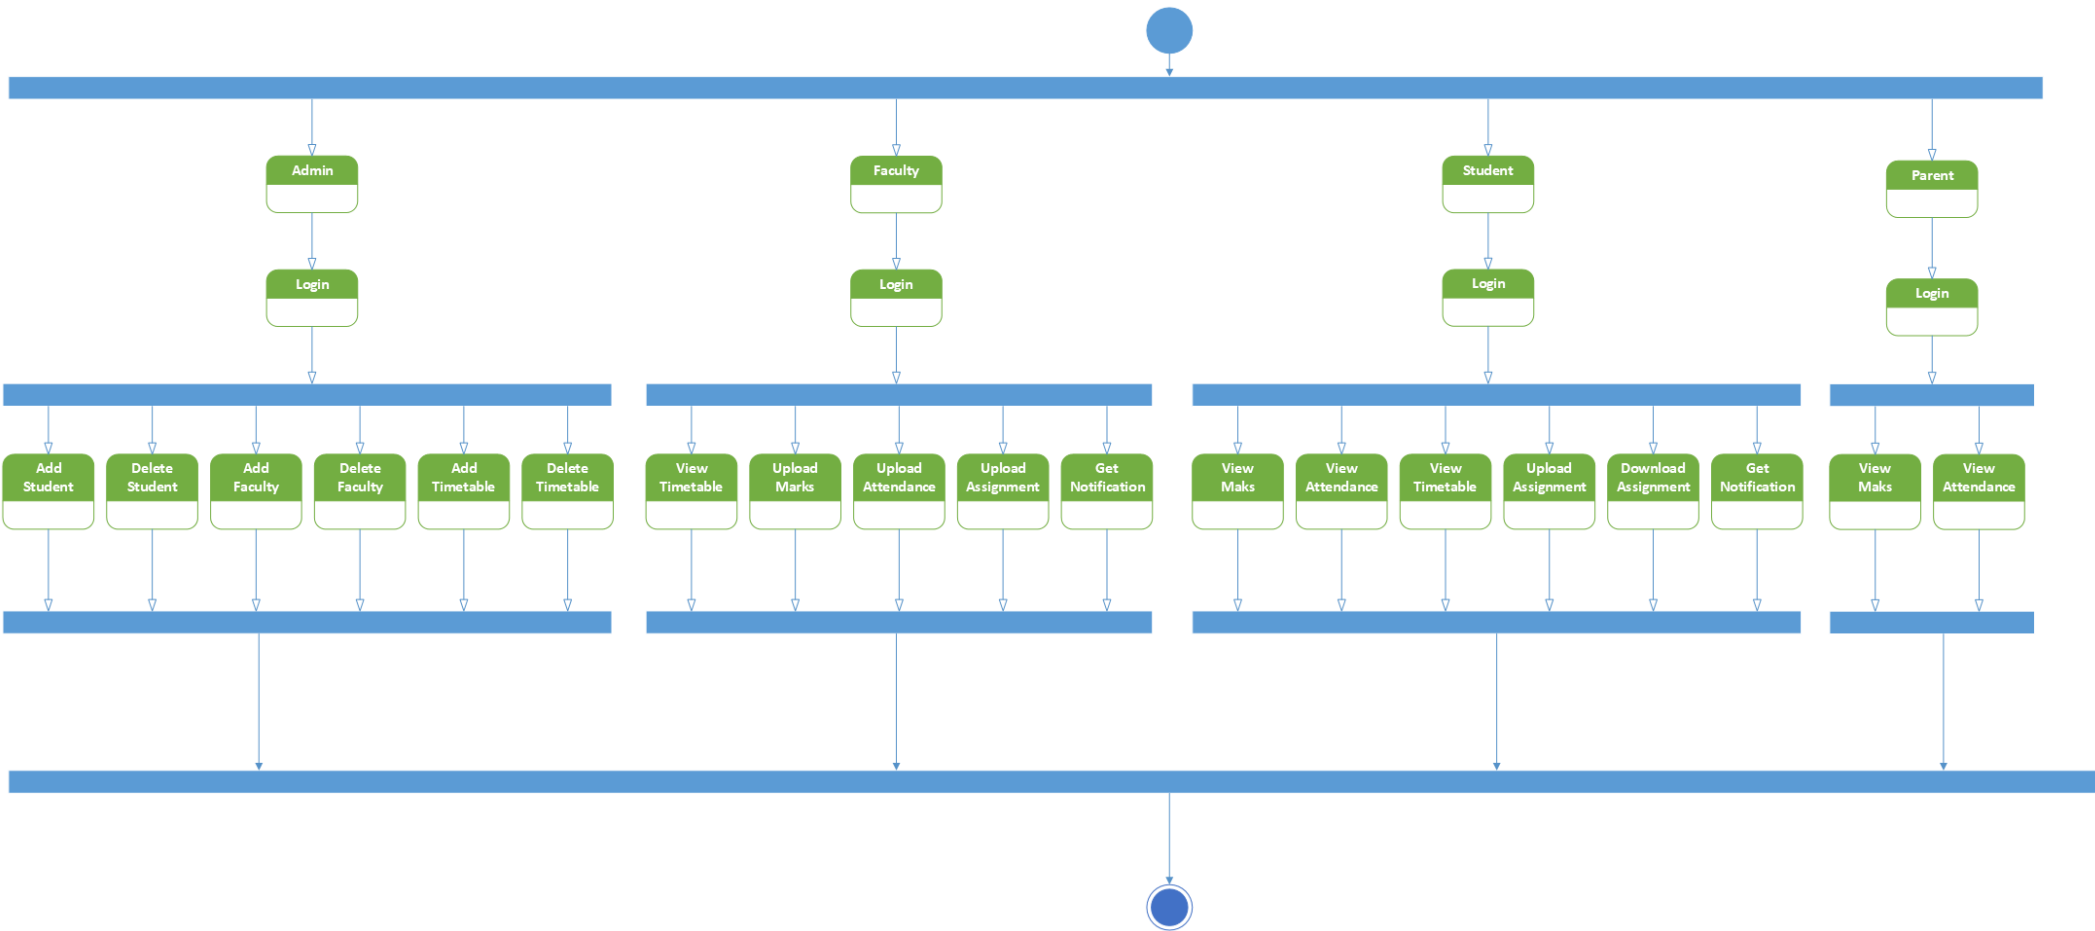 Admin
Faculty
Student
Parent
Login
Login
Login
Login
Add
Student
Delete
Student
Add
Faculty
Delete
Faculty
Add
Timetable
Delete
Timetable
View
Timetable
Upload
Marks
Upload
Attendance
Upload
Assignment
Get
Notification
View
Maks
View
Attendance
View
Timetable
Upload
Assignment
Download
Assignment
Get
Notification
View
Maks
View
Attendance